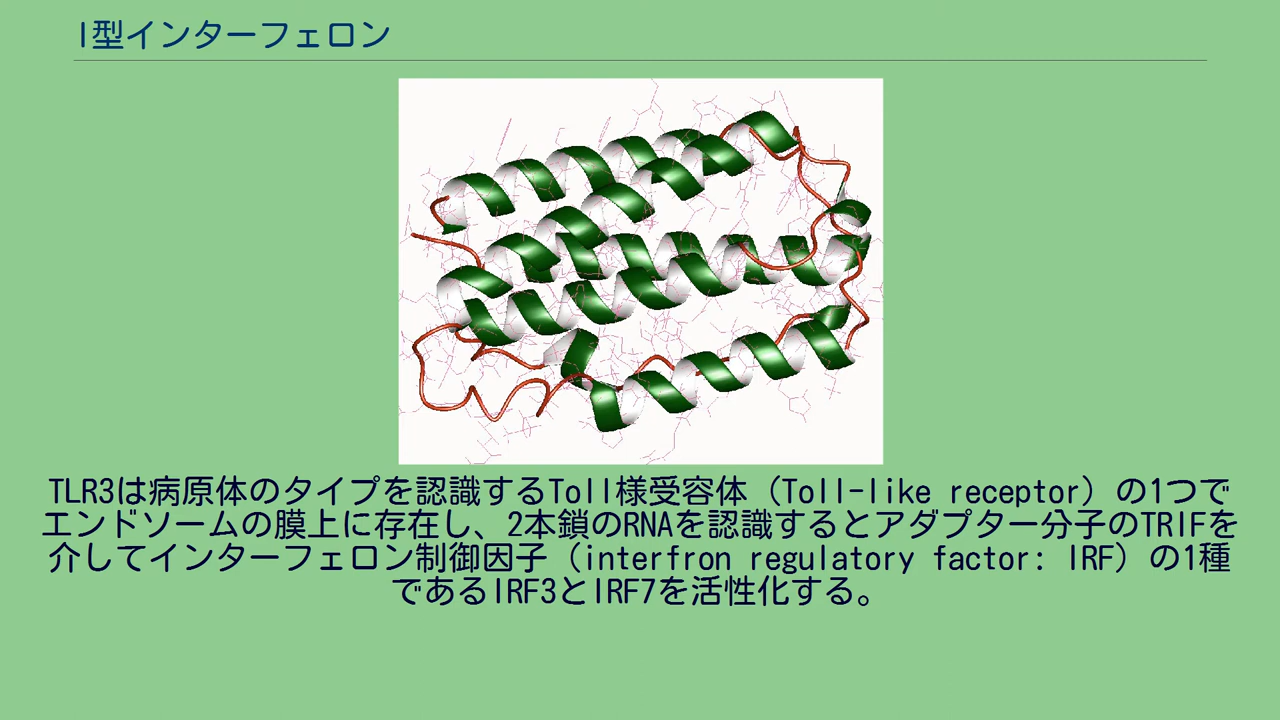 I型インターフェロン
TLR3は病原体のタイプを認識するToll様受容体（Toll-like receptor）の1つで
エンドソームの膜上に存在し、2本鎖のRNAを認識するとアダプター分子のTRIFを
介してインターフェロン制御因子（interfron regulatory factor: IRF）の1種
であるIRF3とIRF7を活性化する。